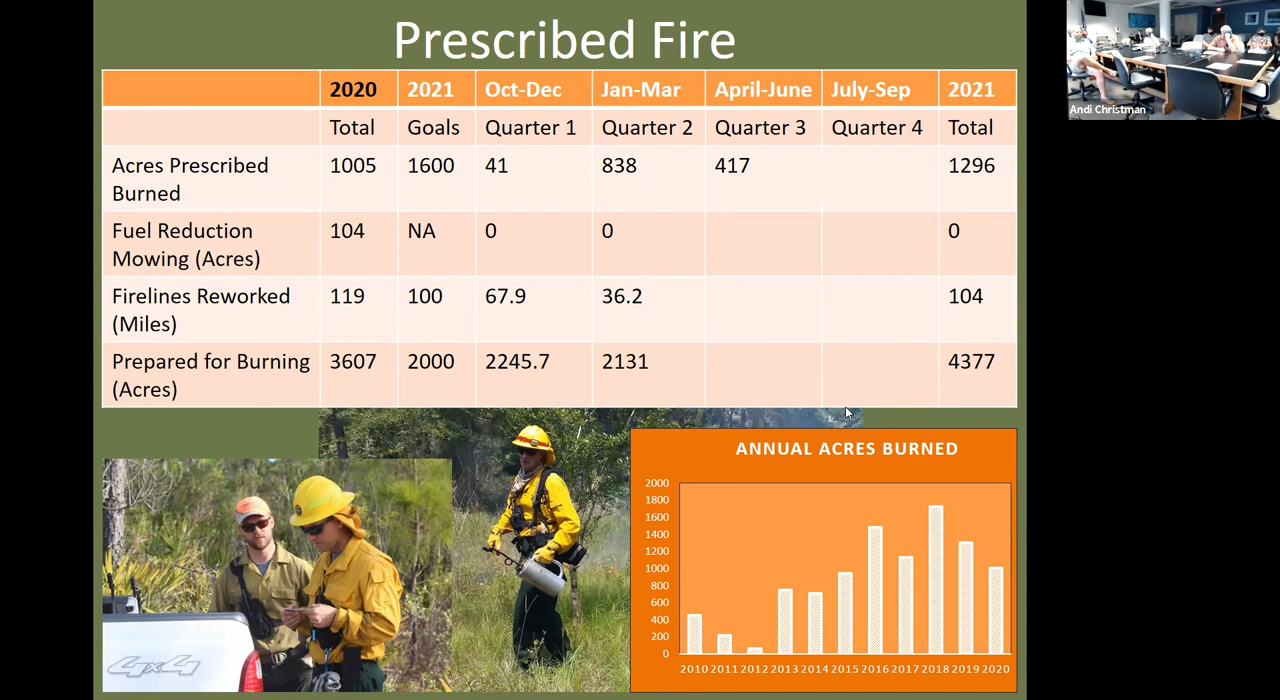 Prescribed Fire
2020 2021 Oct-Dec Jan-Mar April-June July-Sep 2021
Total Goals Quarter 1 Quarter 2 Quarter 3 Quarter 4 Total
Acres Prescribed 1005 1600 41 838 417 1296
Burned
Fuel Reduction 104 NA 0 0 0
Mowing (Acres)
Firelines Reworked 119 100 67.9 36.2 104
(Miles)
Prepared for Burning 3607 2000 2245.7 2131 4377
(Acres)
ANNUAL ACRES BURNED
2000
1800
1600
1400
1200
1000
800
600
400
200
0
2010 2011 2012 2013 2014 2015 2016 2017 2018 2019 2020
4x4
Andi Christman